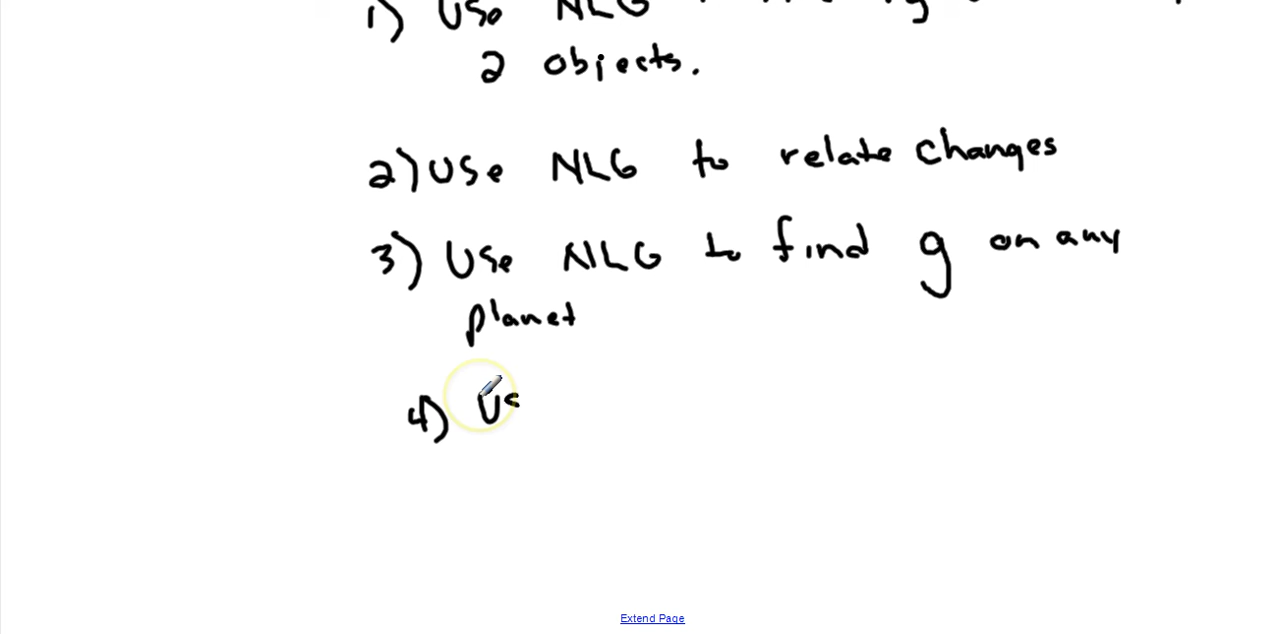 1) Use NLG
2 objects.
2) Use NLG to relate changes
3) Use NLG to find g on any
planet
4) Us
Extend Page